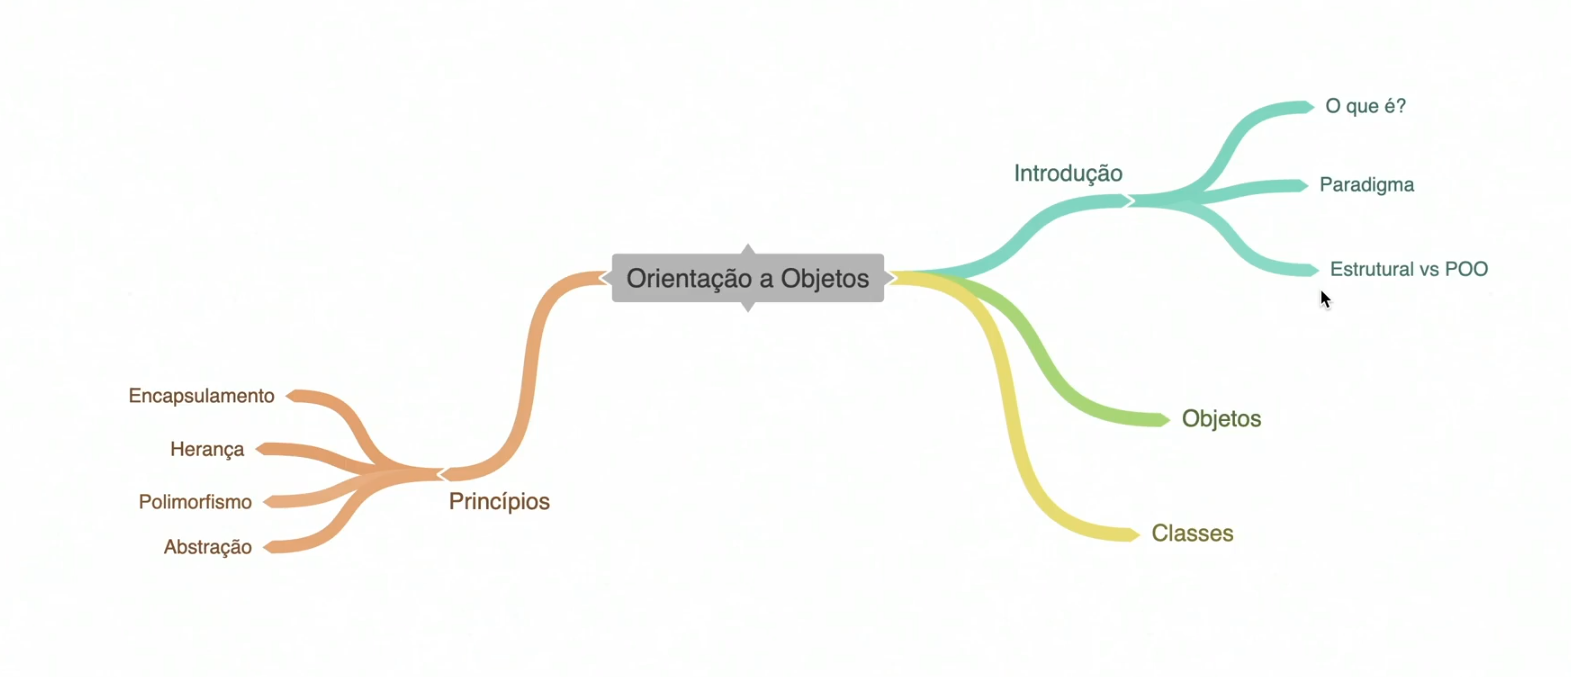 Orientação a Objetos
Introdução
O que é?
Paradigma
Estrutural vs POO
Objetos
Classes
Princípios
Encapsulamento
Herança
Polimorfismo
Abstração